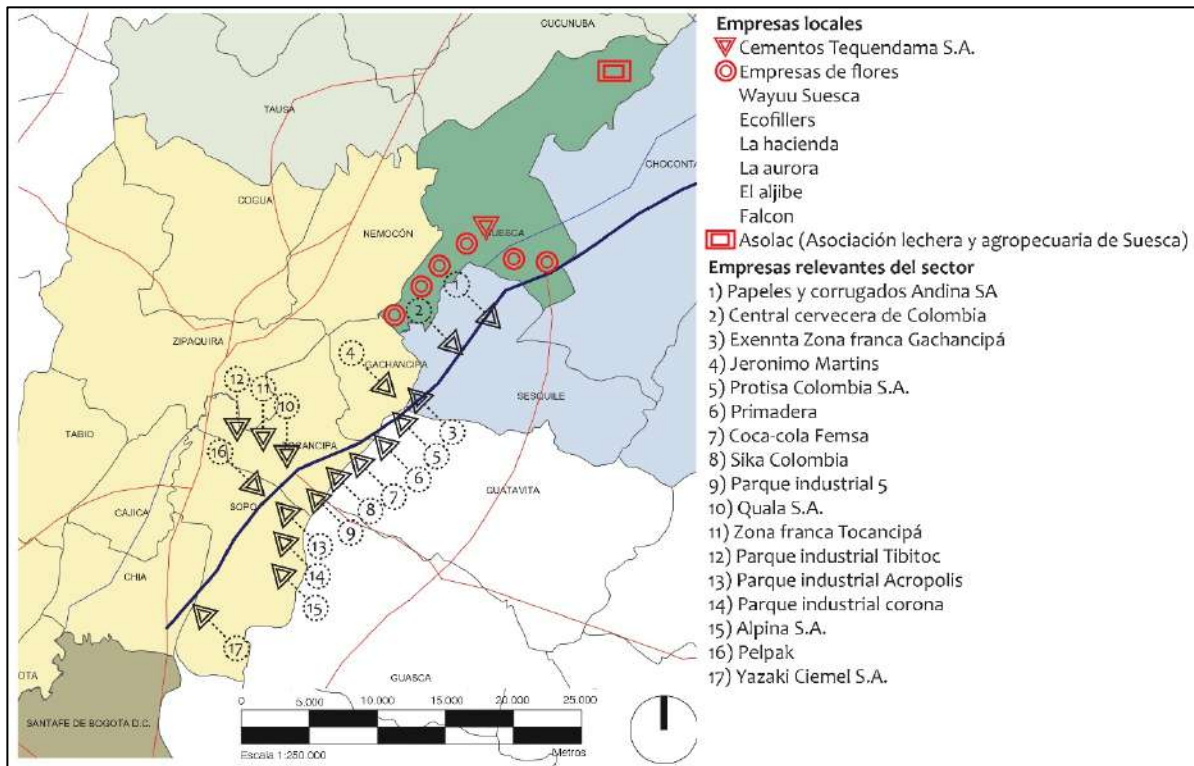 CUCUNUBA
TAUSA
CHOCONTA
COGUA
NEMOCÓN
SUESCA
1
2
ZIPAQUIRA
4
GACHANCIPA
SESQUILE
12
11
10
3
TABIO
TOCANCIPA
16
5
6
GUATAVITA
7
CAJICA
SOPO
8
9
13
CHIA
14
15
17
OTA
GUASCA
SANTAFE DE BOGOTA D.C.
0 5.000 10.000 15.000 20.000 25.000
Escala 1:250.000 Metros
Empresas locales
Cementos Tequendama S.A.
Empresas de flores
Wayuu Suesca
Ecofillers
La hacienda
La aurora
El aljibe
Falcon
Asolac (Asociación lechera y agropecuaria de Suesca)
Empresas relevantes del sector
1) Papeles y corrugados Andina SA
2) Central cervecera de Colombia
3) Exennta Zona franca Gachancipá
4) Jeronimo Martins
5) Protisa Colombia S.A.
6) Primadera
7) Coca-cola Femsa
8) Sika Colombia
9) Parque industrial 5
10) Quala S.A.
11) Zona franca Tocancipá
12) Parque industrial Tibitoc
13) Parque industrial Acropolis
14) Parque industrial corona
15) Alpina S.A.
16) Pelpak
17) Yazaki Ciemel S.A.